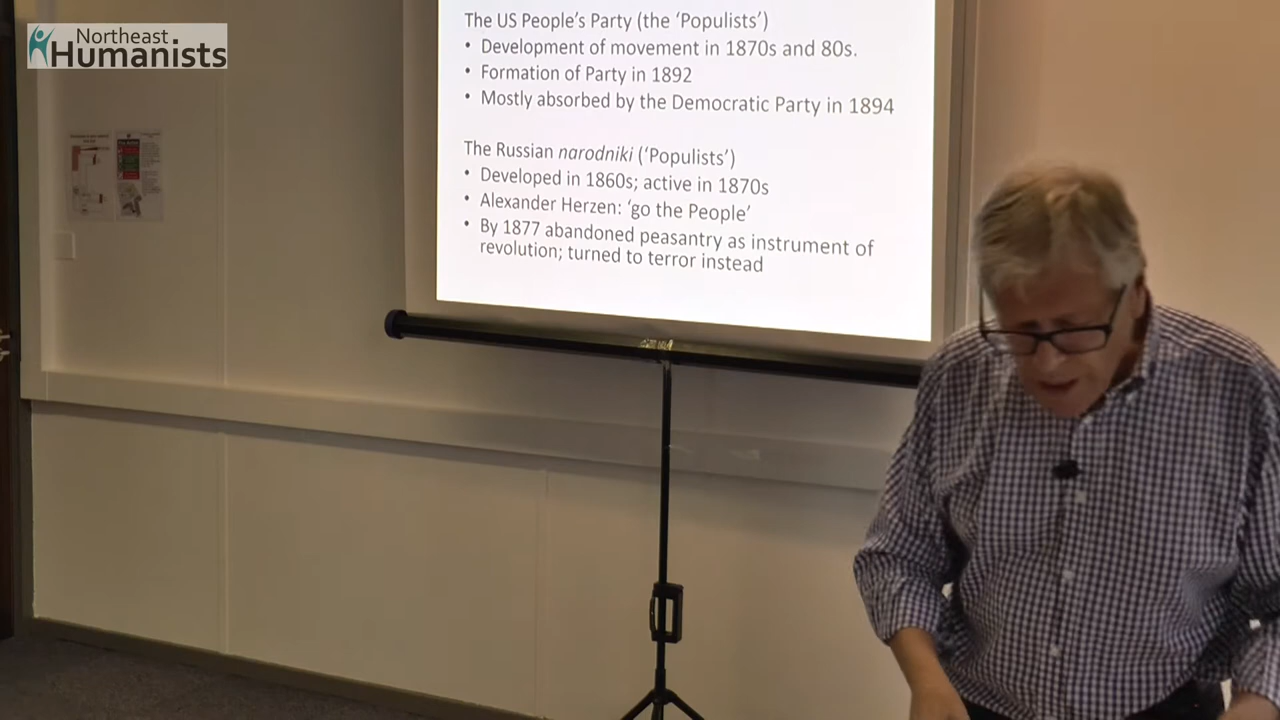 Northeast
Humanists
The US People's Party (the ‘Populists’)
• Development of movement in 1870s and 80s.
• Formation of Party in 1892
• Mostly absorbed by the Democratic Party in 1894
The Russian narodniki (‘Populists’)
• Developed in 1860s; active in 1870s
• Alexander Herzen: ‘go the People’
• By 1877 abandoned peasantry as instrument of
revolution; turned to terror instead